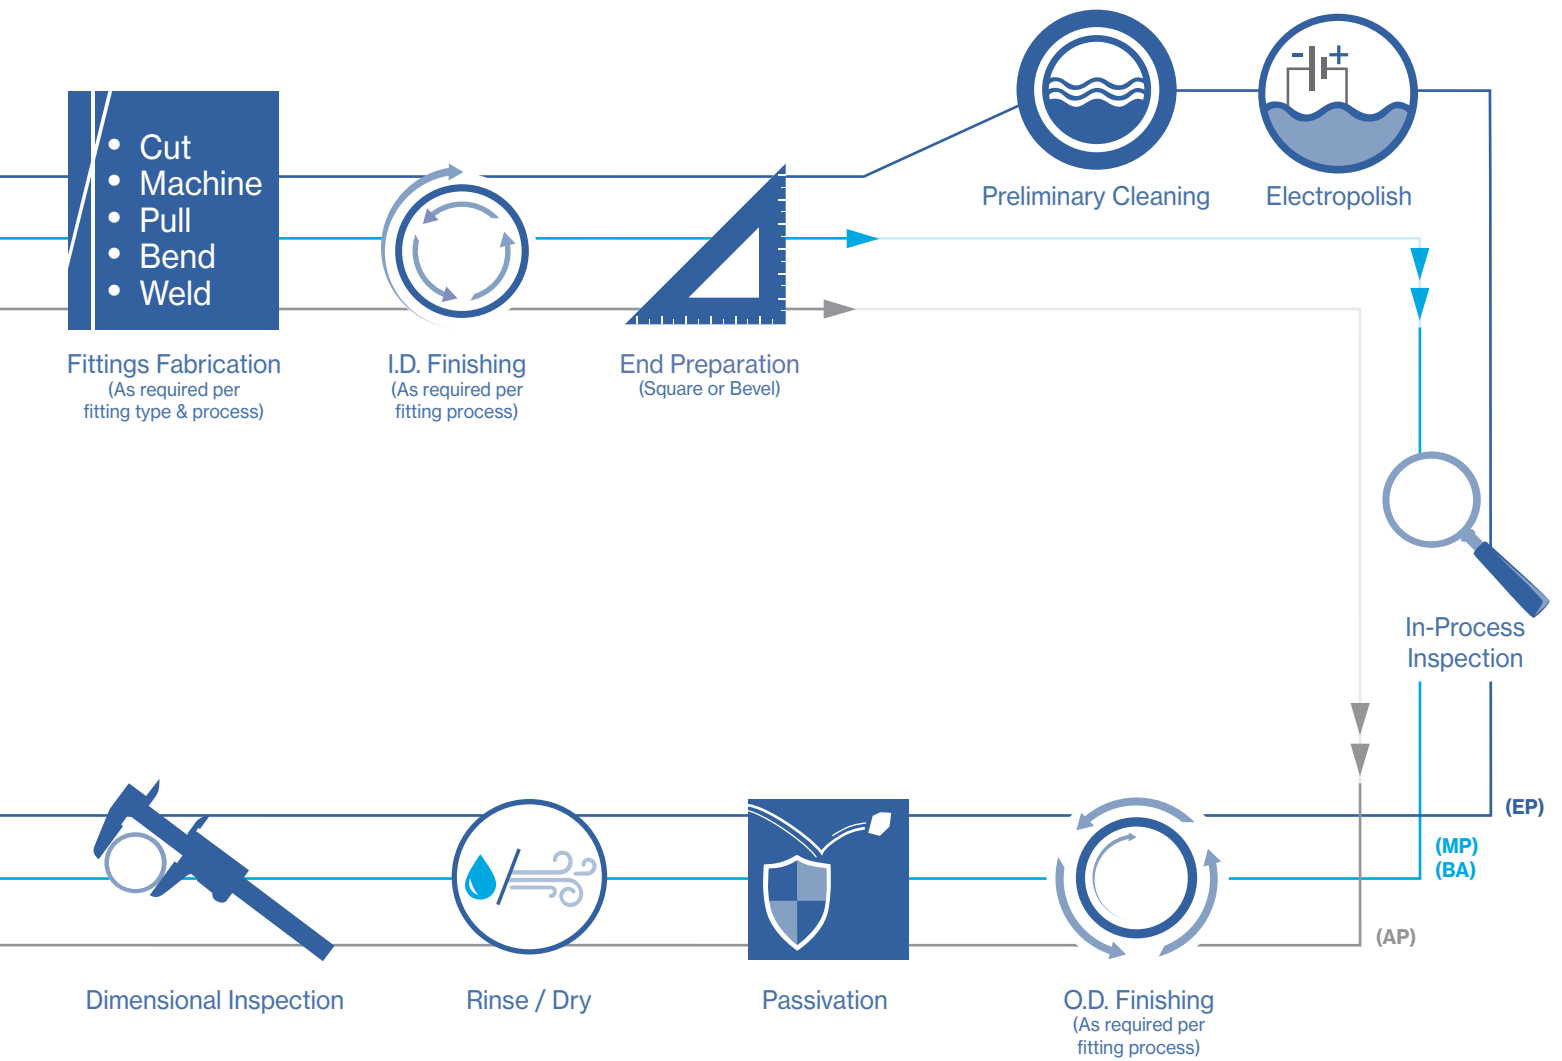 • Cut
• Machine
• Pull
• Bend
• Weld
- +
Preliminary Cleaning
Electropolish
Fittings Fabrication
(As required per
fitting type & process)
I.D. Finishing
(As required per
fitting process)
End Preparation
(Square or Bevel)
In-Process
Inspection
(EP)
(MP)
(BA)
(AP)
Dimensional Inspection
Rinse / Dry
Passivation
O.D. Finishing
(As required per
fitting process)